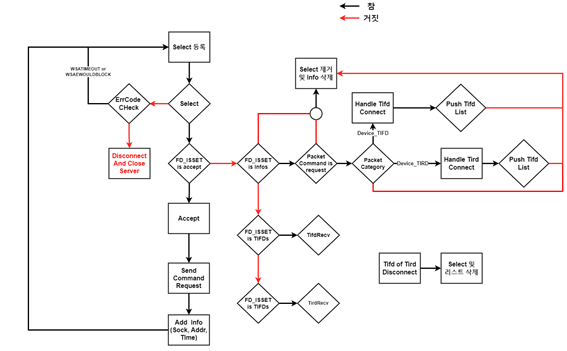 참
거짓
Select 등록
WSATIMEOUT or
WSAEWOULDBLOCK
Select 제거
및 Info 삭제
ErrCode
CHeck
Select
Handle Tifd
Connect
Push Tifd
List
Device_TIFD
Disconnect
And Close
Server
FD_ISSET
is accept
FD_ISSET
is Infos
Packet
Command is
request
Packet
Category
Device_TIRD
Handle Tird
Connect
Push Tifd
List
Accept
FD_ISSET
is TIFDs
TifdRecv
Send
Command
Request
Tifd of Tird
Disconnect
Select 및
리스트 삭제
FD_ISSET
is TIFDs
TirdRecv
Add Info
(Sock, Addr,
Time)